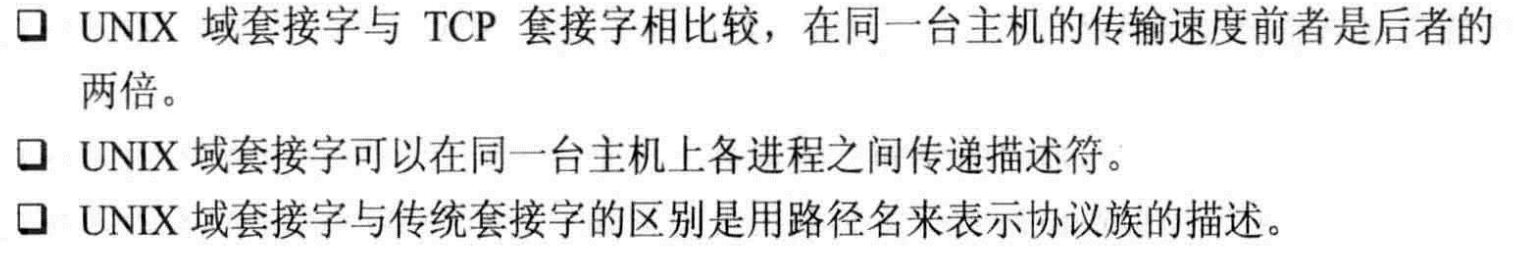 ❑ UNIX 域套接字与 TCP 套接字相比较，在同一台主机的传输速度前者是后者的
两倍。
❑ UNIX 域套接字可以在同一台主机上各进程之间传递描述符。
❑ UNIX 域套接字与传统套接字的区别是用路径名来表示协议族的描述。